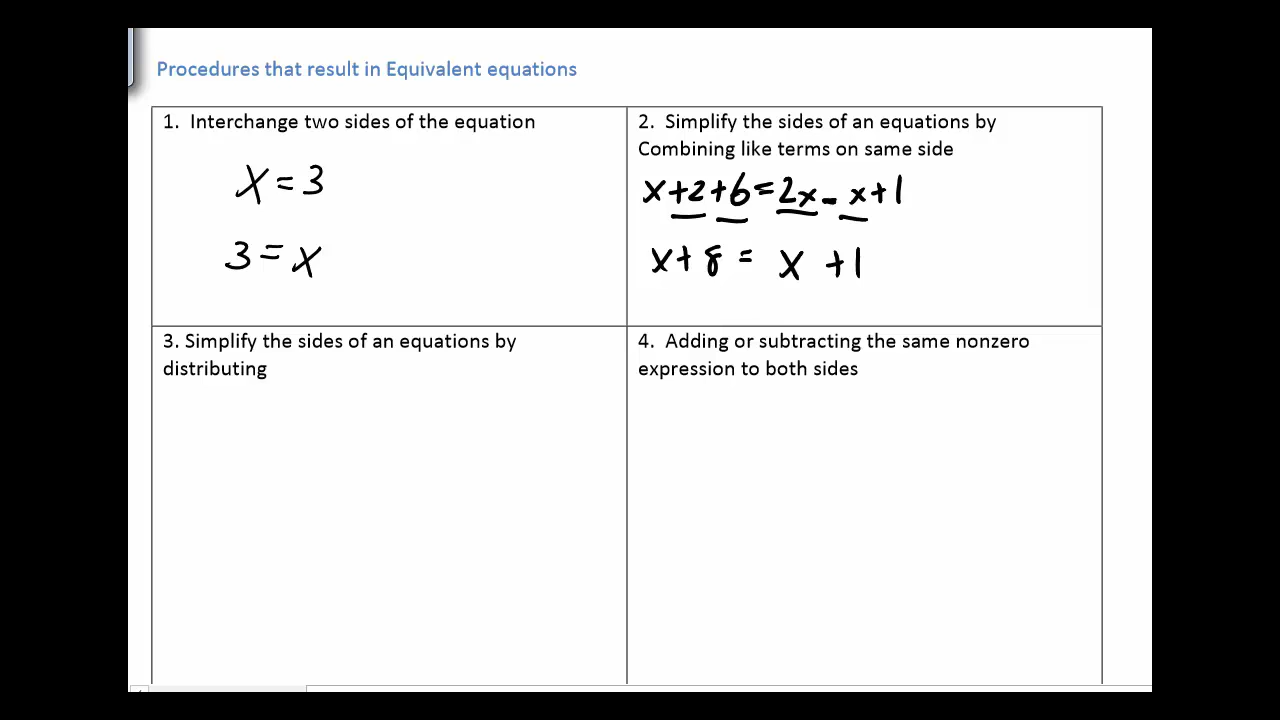 Procedures that result in Equivalent equations
1. Interchange two sides of the equation
x = 3
3 = x
2. Simplify the sides of an equations by
Combining like terms on same side
x+2+6=2x-x+1
x+8 = x +1
3. Simplify the sides of an equations by
distributing
4. Adding or subtracting the same nonzero
expression to both sides